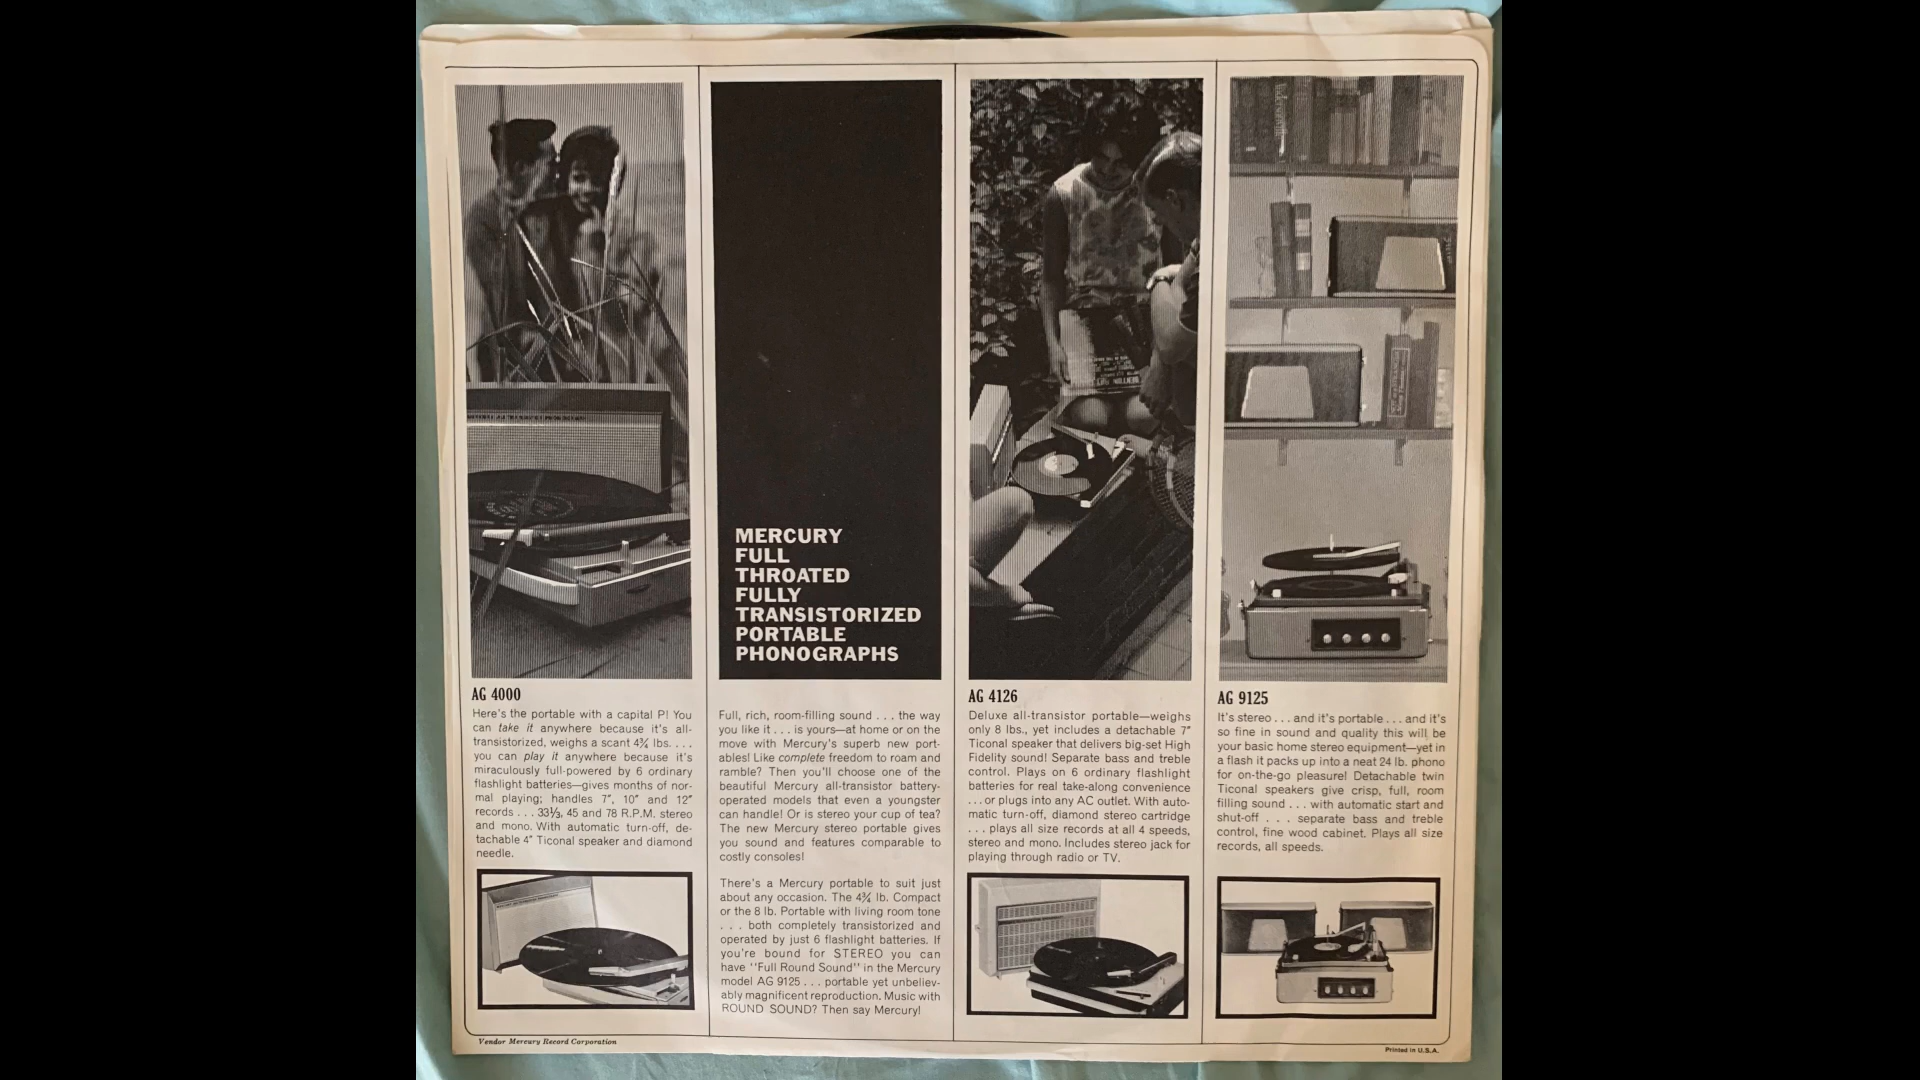 MERCURY
FULL
THROATED
FULLY
TRANSISTORIZED
PORTABLE
PHONOGRAPHS
AG 4000
Here's the portable with a capital P! You
can take it anywhere because it's all-
transistorized, weighs a scant 4¾ lbs. . . .
you can play it anywhere because it's
miraculously full-powered by 6 ordinary
flashlight batteries—gives months of nor-
mal playing; handles 7″, 10″ and 12″
records . . . 33⅓, 45 and 78 R.P.M. stereo
and mono. With automatic turn-off, de-
tachable 4″ Ticonal speaker and diamond
needle.
Full, rich, room-filling sound . . . the way
you like it . . . is yours—at home or on the
move with Mercury's superb new port-
ables! Like complete freedom to roam and
ramble? Then you'll choose one of the
beautiful Mercury all-transistor battery-
operated models that even a youngster
can handle! Or is stereo your cup of tea?
The new Mercury stereo portable gives
you sound and features comparable to
costly consoles!
There's a Mercury portable to suit just
about any occasion. The 4¾ lb. Compact
or the 8 lb. Portable with living room tone
. . . both completely transistorized and
operated by just 6 flashlight batteries. If
you're bound for STEREO you can
have ''Full Round Sound'' in the Mercury
model AG 9125 . . . portable yet unbeliev-
ably magnificent reproduction. Music with
ROUND SOUND? Then say Mercury!
AG 4126
Deluxe all-transistor portable—weighs
only 8 lbs., yet includes a detachable 7″
Ticonal speaker that delivers big-set High
Fidelity sound! Separate bass and treble
control. Plays on 6 ordinary flashlight
batteries for real take-along convenience
. . . or plugs into any AC outlet. With auto-
matic turn-off, diamond stereo cartridge
. . . plays all size records at all 4 speeds,
stereo and mono. Includes stereo jack for
playing through radio or TV.
AG 9125
It's stereo . . . and it's portable . . . and it's
so fine in sound and quality this will be
your basic home stereo equipment—yet in
a flash it packs up into a neat 24 lb. phono
for on-the-go pleasure! Detachable twin
Ticonal speakers give crisp, full, room
filling sound . . . with automatic start and
shut-off . . . separate bass and treble
control, fine wood cabinet. Plays all size
records, all speeds.
Vendor Mercury Record Corporation
Printed in U.S.A.